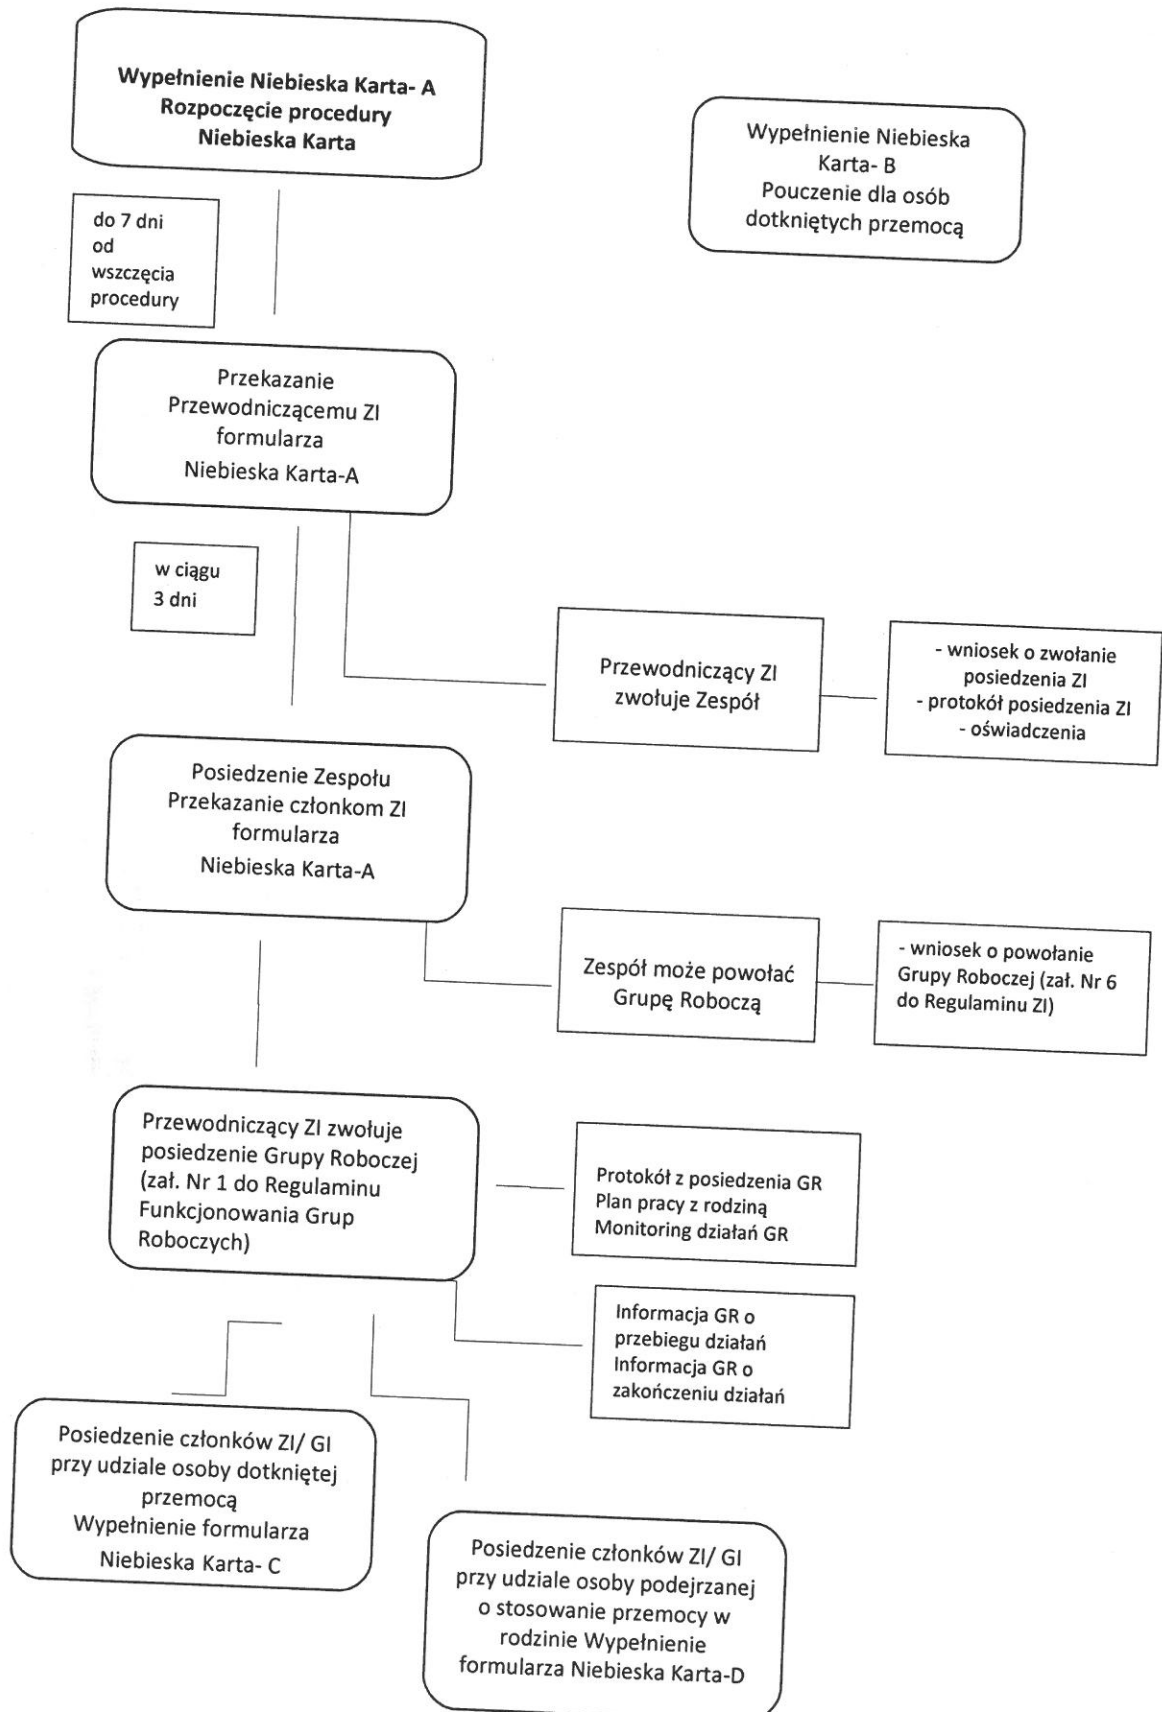 Wypełnienie Niebieska Karta- A
Rozpoczęcie procedury
Niebieska Karta
Wypełnienie Niebieska
Karta- B
Pouczenie dla osób
dotkniętych przemocą
do 7 dni
od
wszczęcia
procedury
Przekazanie
Przewodniczącemu ZI
formularza
Niebieska Karta-A
w ciągu
3 dni
Przewodniczący ZI
zwołuje Zespół
- wniosek o zwołanie
posiedzenia ZI
- protokół posiedzenia ZI
- oświadczenia
Posiedzenie Zespołu
Przekazanie członkom ZI
formularza
Niebieska Karta-A
Zespół może powołać
Grupę Roboczą
- wniosek o powołanie
Grupy Roboczej (zał. Nr 6
do Regulaminu ZI)
Przewodniczący ZI zwołuje
posiedzenie Grupy Roboczej
(zał. Nr 1 do Regulaminu
Funkcjonowania Grup
Roboczych)
Protokół z posiedzenia GR
Plan pracy z rodziną
Monitoring działań GR
Informacja GR o
przebiegu działań
Informacja GR o
zakończeniu działań
Posiedzenie członków ZI/ GI
przy udziale osoby dotkniętej
przemocą
Wypełnienie formularza
Niebieska Karta- C
Posiedzenie członków ZI/ GI
przy udziale osoby podejrzanej
o stosowanie przemocy w
rodzinie Wypełnienie
formularza Niebieska Karta-D